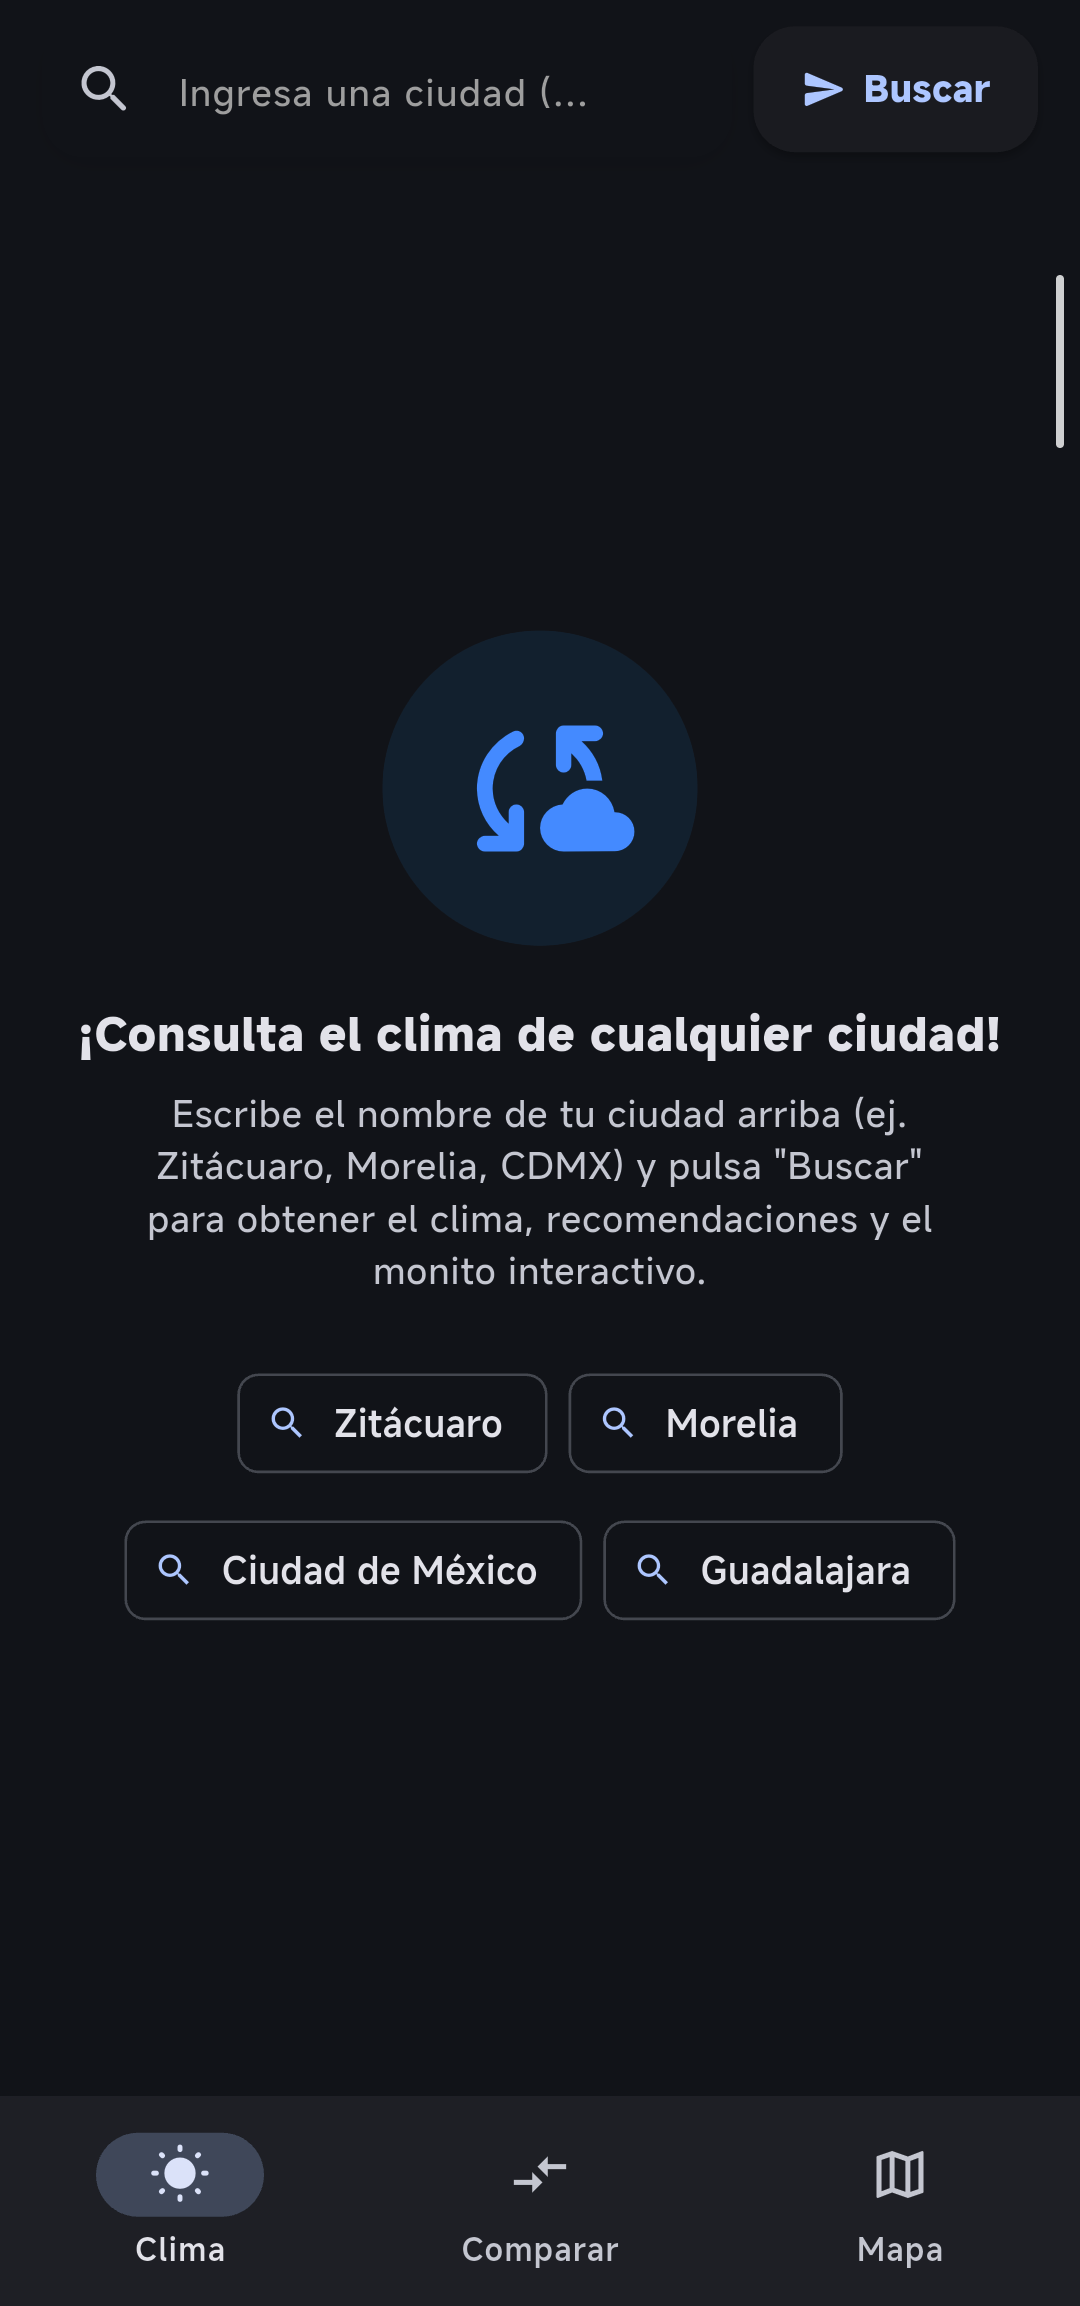 Ingresa una ciudad (...
Buscar
¡Consulta el clima de cualquier ciudad!
Escribe el nombre de tu ciudad arriba (ej.
Zitácuaro, Morelia, CDMX) y pulsa "Buscar"
para obtener el clima, recomendaciones y el
monito interactivo.
Zitácuaro
Morelia
Ciudad de México
Guadalajara
Clima
Comparar
Mapa